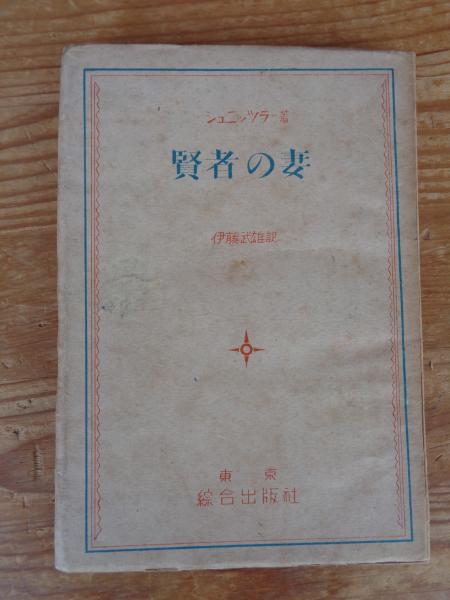 シュニッツラー著
賢者の妻
伊藤武雄訳
東京
綜合出版社